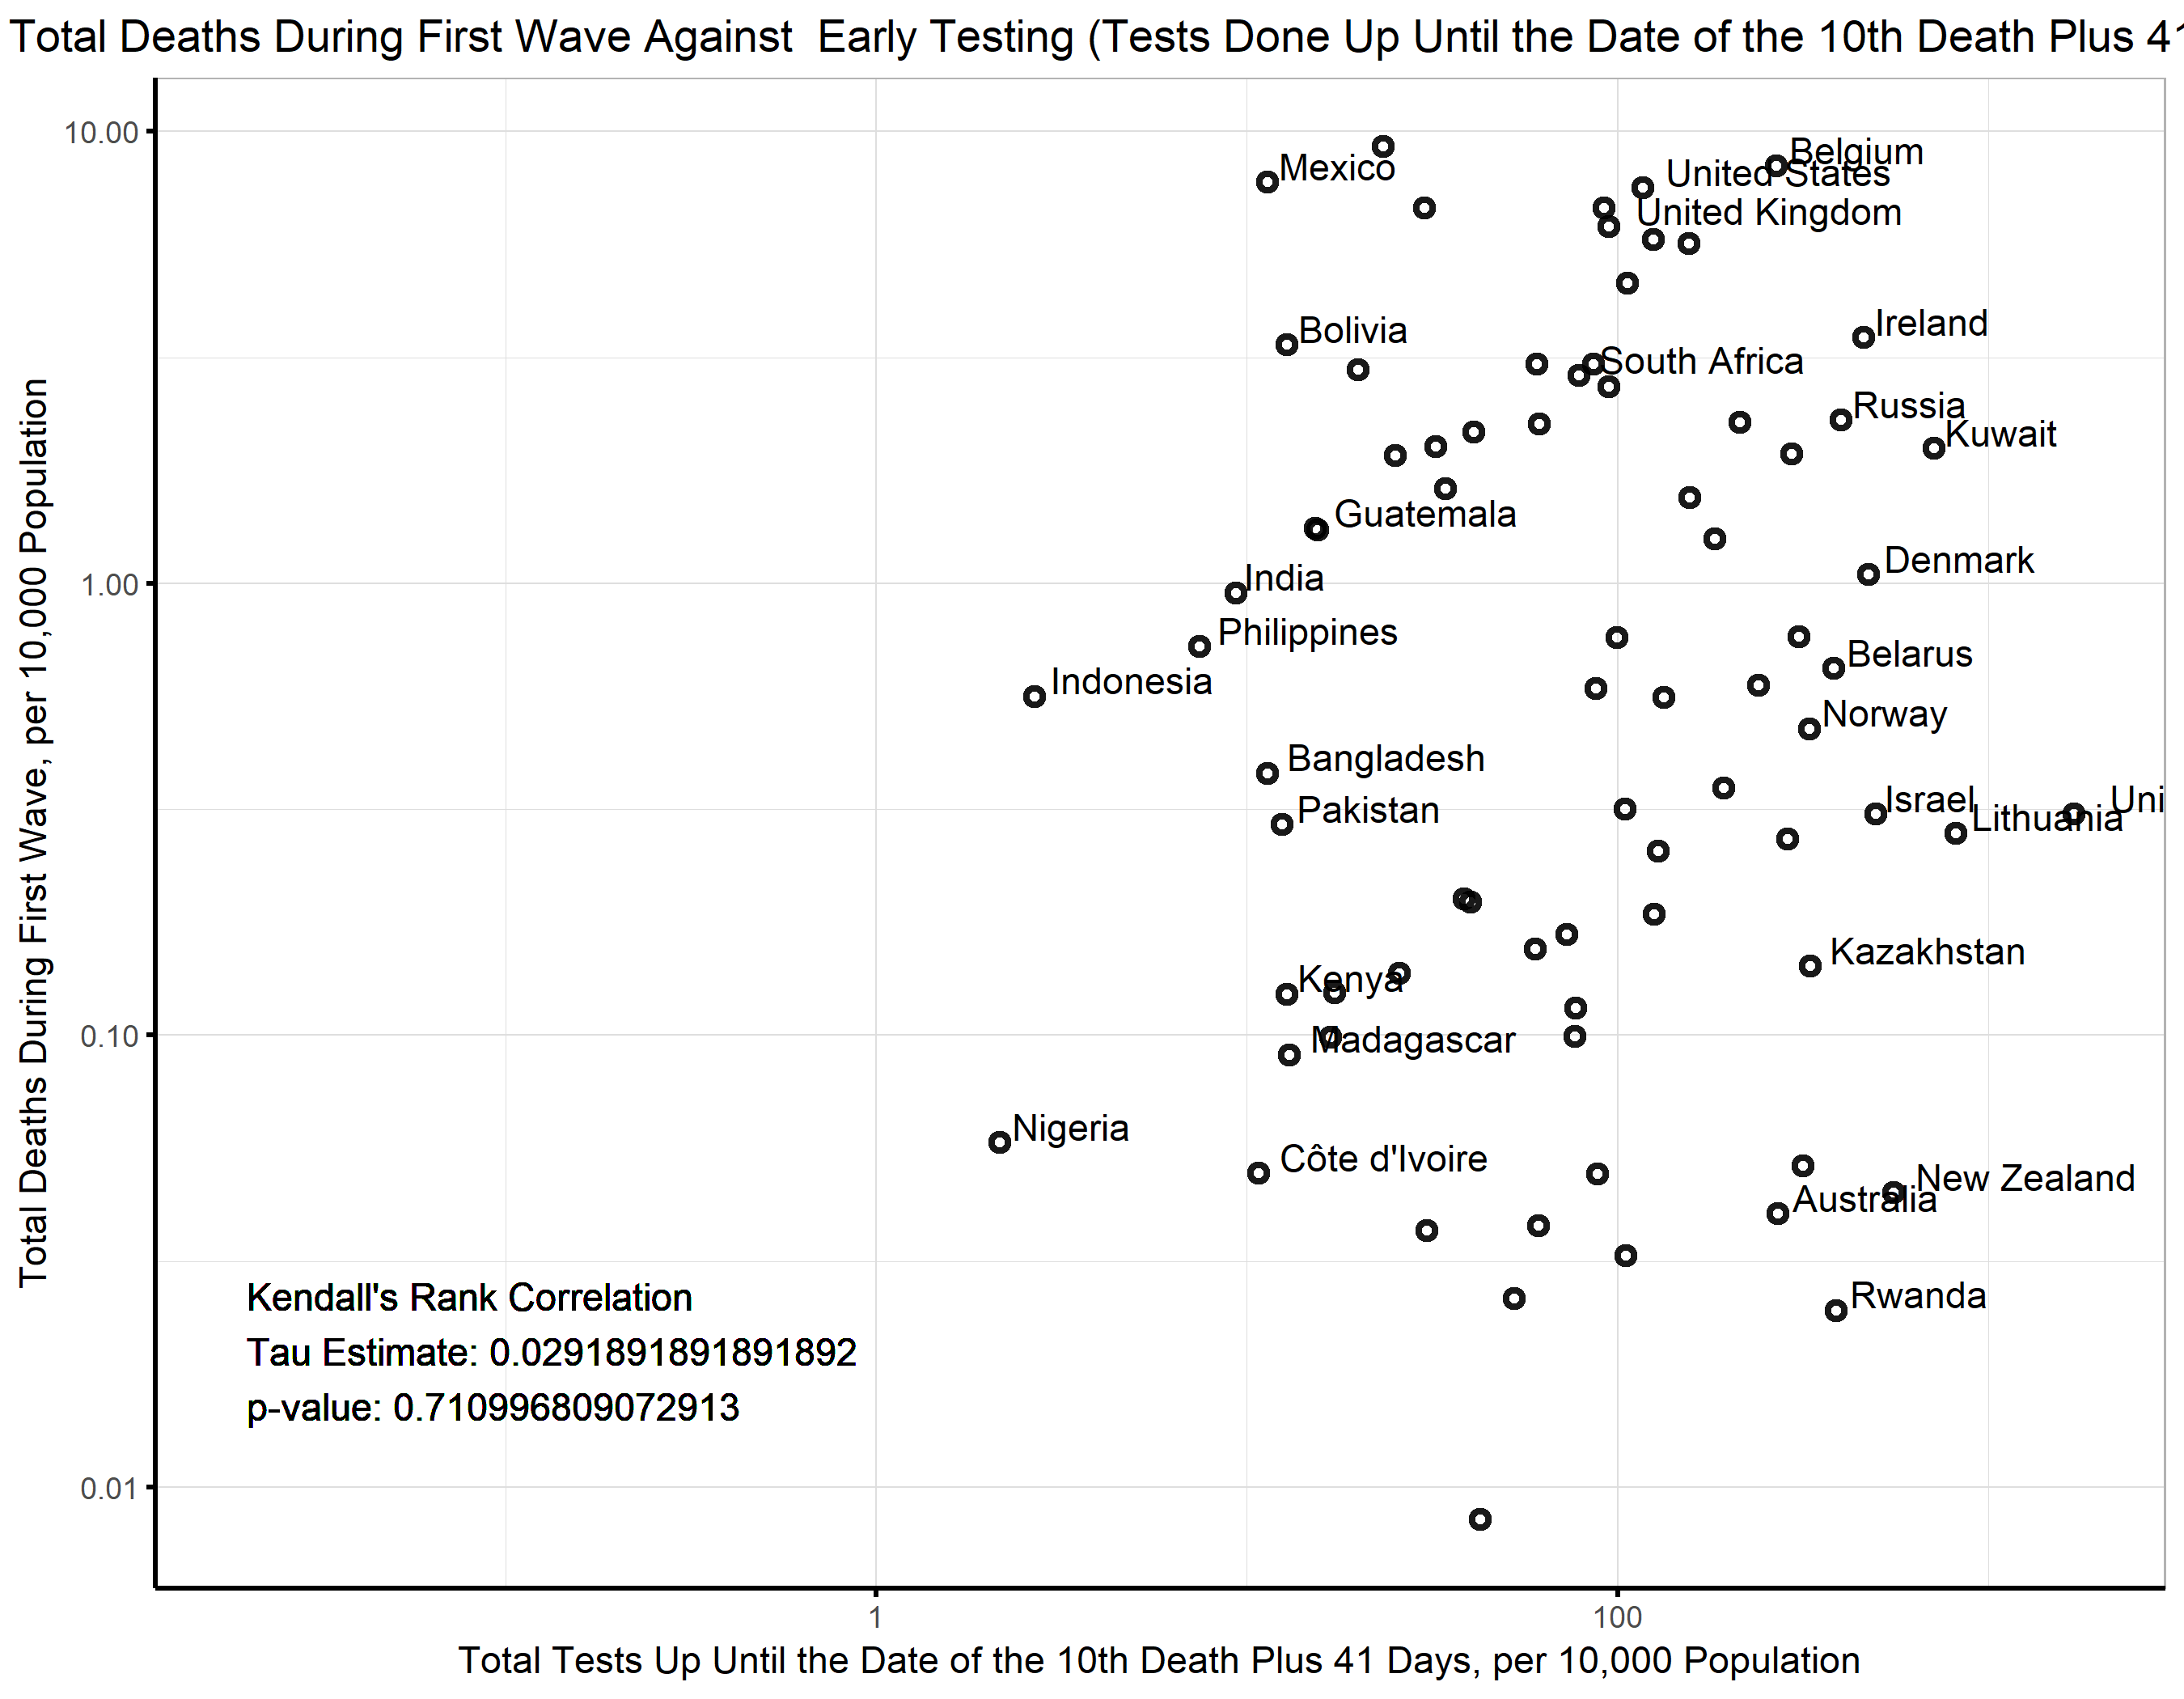 Total Deaths During First Wave Against  Early Testing (Tests Done Up Until the Date of the 10th Death Plus 41
10.00
1.00
0.10
0.01
Total Deaths During First Wave, per 10,000 Population
Belgium
Mexico
United States
United Kingdom
Ireland
Bolivia
South Africa
Russia
Kuwait
Guatemala
Denmark
India
Philippines
Belarus
Indonesia
Norway
Bangladesh
Israel
Uni
Pakistan
Lithuania
Kazakhstan
Kenya
Madagascar
Nigeria
Côte d'Ivoire
New Zealand
Australia
Rwanda
Kendall's Rank Correlation
Tau Estimate: 0.0291891891891892
p-value: 0.710996809072913
1
100
Total Tests Up Until the Date of the 10th Death Plus 41 Days, per 10,000 Population